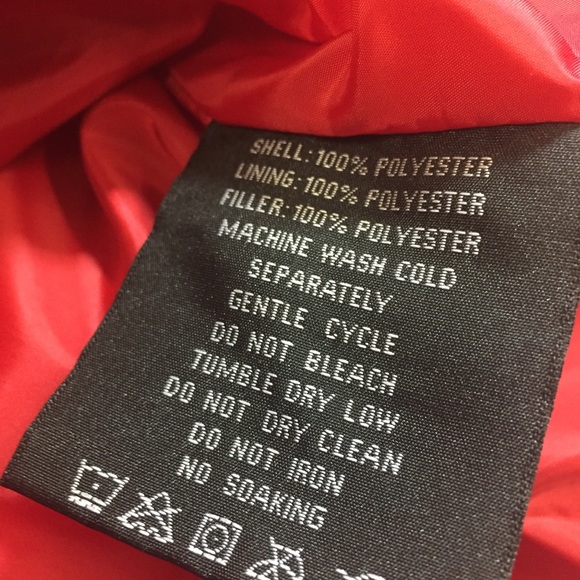 SHELL: 100% POLYESTER
LINING: 100% POLYESTER
FILLER: 100% POLYESTER
MACHINE WASH COLD
SEPARATELY
GENTLE CYCLE
DO NOT BLEACH
TUMBLE DRY LOW
DO NOT DRY CLEAN
DO NOT IRON
NO SOAKING